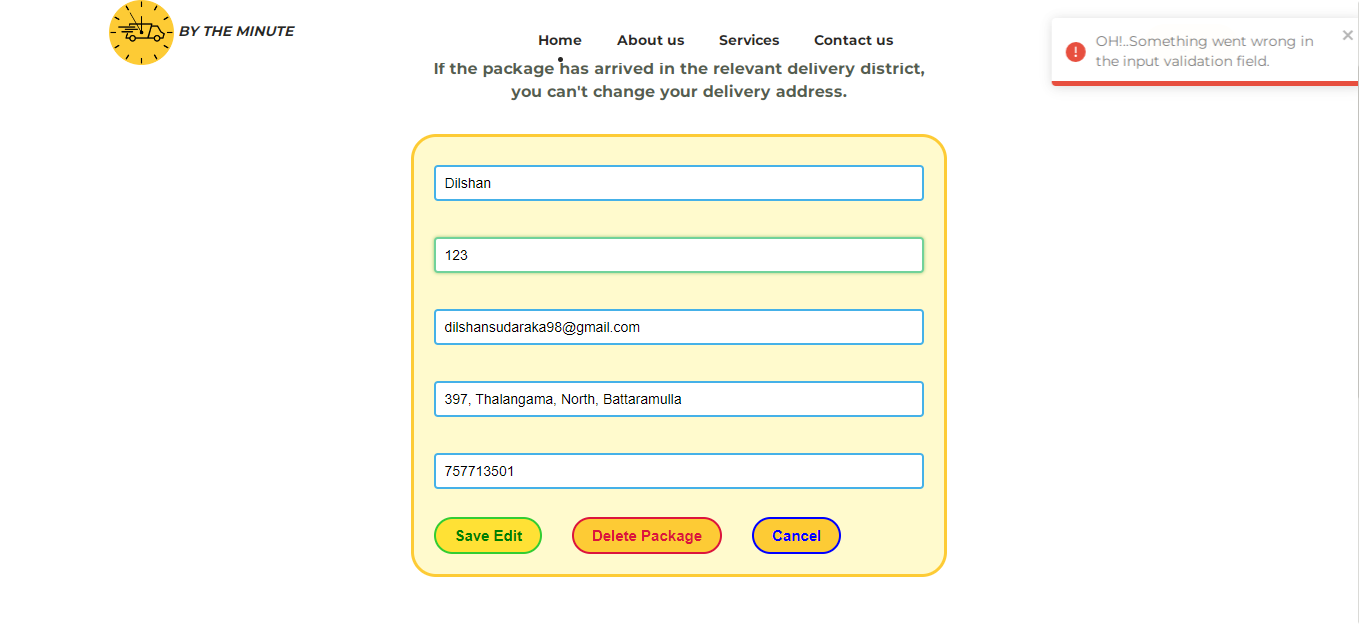 BY THE MINUTE
Home About us Services Contact us
OH!..Something went wrong in
the input validation field.
If the package has arrived in the relevant delivery district,
you can't change your delivery address.
Dilshan
123
dilshansudaraka98@gmail.com
397, Thalangama, North, Battaramulla
757713501
Save Edit Delete Package Cancel